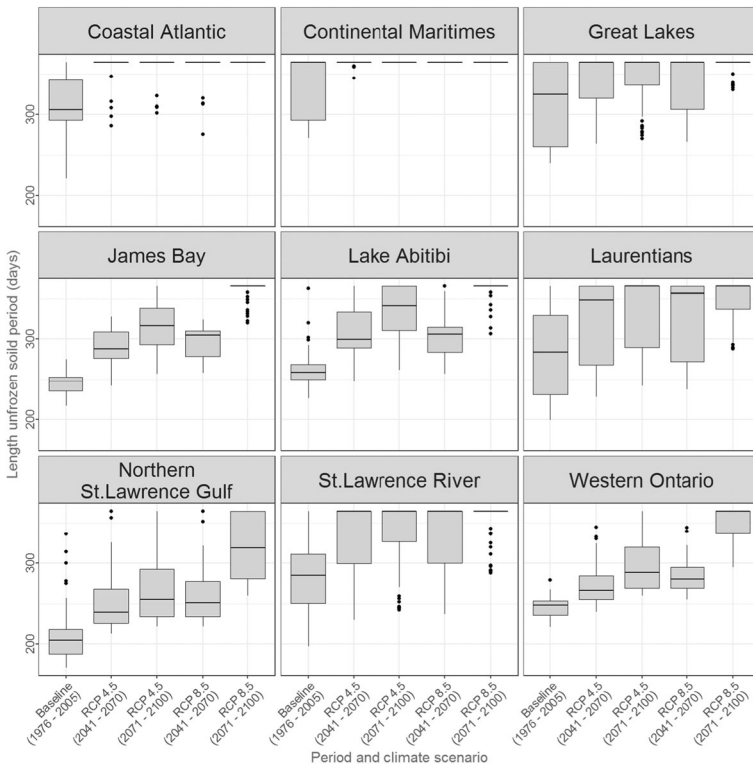 Coastal Atlantic
Continental Maritimes
Great Lakes
300
200
James Bay
Lake Abitibi
Laurentians
300
200
Northern
St.Lawrence Gulf
St.Lawrence River
Western Ontario
300
200
Length unfrozen soild period (days)
Baseline
(1976 - 2005)
RCP 4.5
(2041 - 2070)
RCP 4.5
(2071 - 2100)
RCP 8.5
(2041 - 2070)
RCP 8.5
(2071 - 2100)
Baseline
(1976 - 2005)
RCP 4.5
(2041 - 2070)
RCP 4.5
(2071 - 2100)
RCP 8.5
(2041 - 2070)
RCP 8.5
(2071 - 2100)
Baseline
(1976 - 2005)
RCP 4.5
(2041 - 2070)
RCP 4.5
(2071 - 2100)
RCP 8.5
(2041 - 2070)
RCP 8.5
(2071 - 2100)
Period and climate scenario